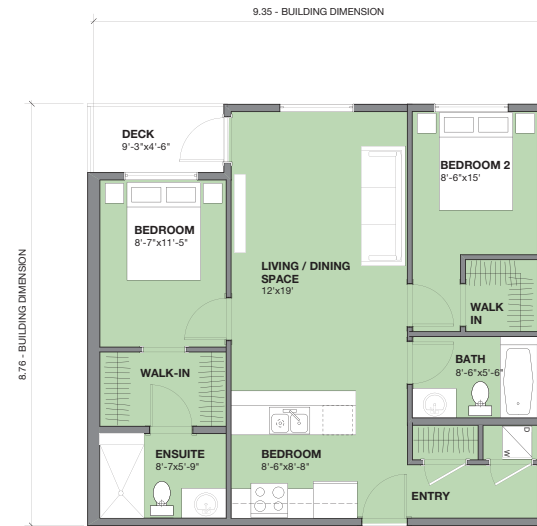 9.35 - BUILDING DIMENSION
DECK
9'-3"x4'-6"
BEDROOM
8'-7"x11'-5"
BEDROOM 2
8'-6"x15'
8.76 - BUILDING DIMENSION
LIVING / DINING
SPACE
12'x19'
WALK
IN
WALK-IN
BATH
8'-6"x5'-6"
ENSUITE
8'-7x5'-9"
BEDROOM
8'-6"x8'-8"
D
W
ENTRY